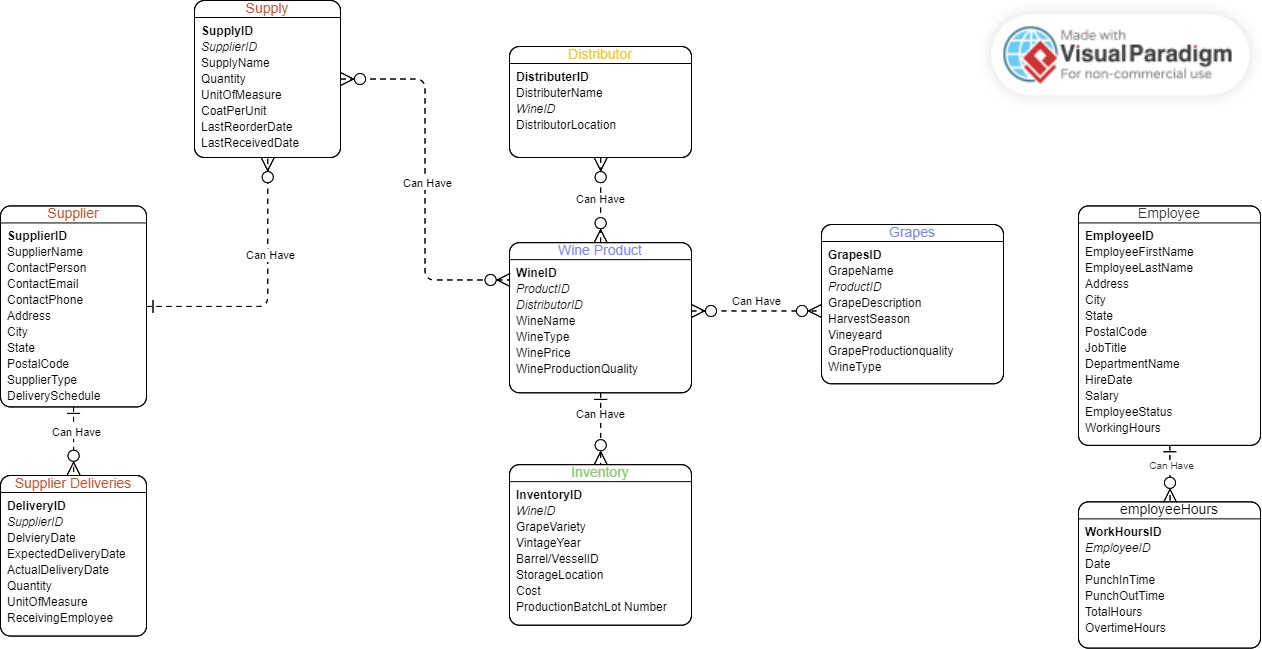 Supply
SupplyID
SupplierID
SupplyName
Quantity
UnitOfMeasure
CoatPerUnit
LastReorderDate
LastReceivedDate
Distributor
DistributerID
DistributerName
WineID
DistributorLocation
Made with
Visual Paradigm
For non-commercial use
Can Have
Can Have
Can Have
Supplier
SupplierID
SupplierName
ContactPerson
ContactEmail
ContactPhone
Address
City
State
PostalCode
SupplierType
DeliverySchedule
Wine Product
WineID
ProductID
DistributorID
WineName
WineType
WinePrice
WineProductionQuality
Can Have
Grapes
GrapesID
GrapeName
ProductID
GrapeDescription
HarvestSeason
Vineyeard
GrapeProductionquality
WineType
Employee
EmployeeID
EmployeeFirstName
EmployeeLastName
Address
City
State
PostalCode
JobTitle
DepartmentName
HireDate
Salary
EmployeeStatus
WorkingHours
Can Have
Can Have
Can Have
Supplier Deliveries
DeliveryID
SupplierID
DelvieryDate
ExpectedDeliveryDate
ActualDeliveryDate
Quantity
UnitOfMeasure
ReceivingEmployee
Inventory
InventoryID
WineID
GrapeVariety
VintageYear
Barrel/VesselID
StorageLocation
Cost
ProductionBatchLot Number
employeeHours
WorkHoursID
EmployeeID
Date
PunchInTime
PunchOutTime
TotalHours
OvertimeHours